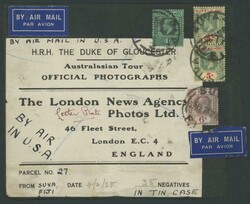 BY AIR MAIL
PAR AVION
BY AIR MAIL IN U.S.A.
H.R.H. THE DUKE OF GLOUCESTER
Australasian Tour
OFFICIAL PHOTOGRAPHS
The London News Agency
Photos Ltd.
46 Fleet Street,
London E.C. 4
ENGLAND
BY AIR
IN U.S.A
BY AIR MAIL
PAR AVION
PARCEL NO. 27.
FROM SUVA,
FIJI
25 NEGATIVES
IN TIN CASE